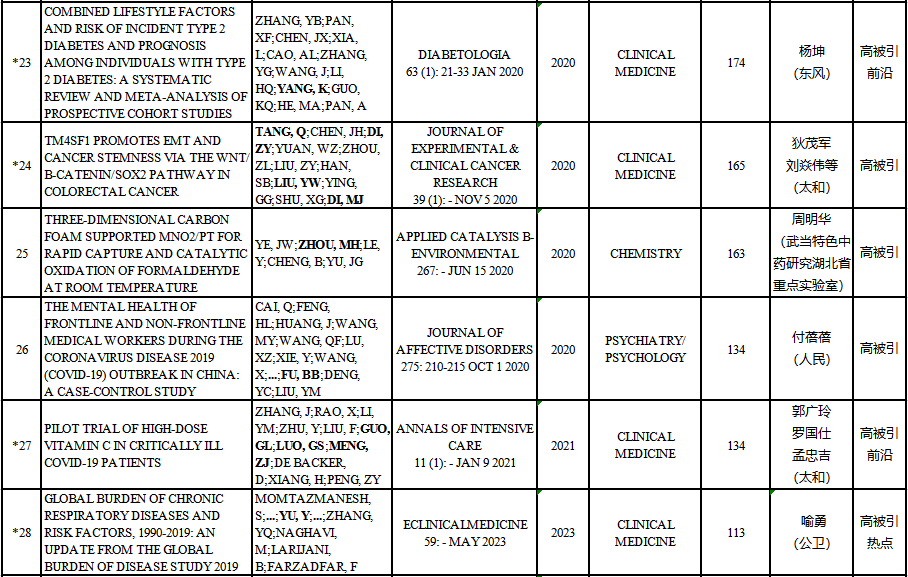 *23
COMBINED LIFESTYLE FACTORS
AND RISK OF INCIDENT TYPE 2
DIABETES AND PROGNOSIS
AMONG INDIVIDUALS WITH TYPE
2 DIABETES: A SYSTEMATIC
REVIEW AND META-ANALYSIS OF
PROSPECTIVE COHORT STUDIES
ZHANG, YB;PAN,
XF;CHEN, JX;XIA,
L;CAO, AL;ZHANG,
YG;WANG, J;LI,
HQ;YANG, K;GUO,
KQ;HE, MA;PAN, A
DIABETOLOGIA
63 (1): 21-33 JAN 2020
2020
CLINICAL
MEDICINE
174
杨坤
（东风）
高被引
前沿
*24
TM4SF1 PROMOTES EMT AND
CANCER STEMNESS VIA THE WNT/
Β-CATENIN/SOX2 PATHWAY IN
COLORECTAL CANCER
TANG, Q;CHEN, JH;DI,
ZY;YUAN, WZ;ZHOU,
ZL;LIU, ZY;HAN,
SB;LIU, YW;YING,
GG;SHU, XG;DI, MJ
JOURNAL OF
EXPERIMENTAL &
CLINICAL CANCER
RESEARCH
39 (1): - NOV 5 2020
2020
CLINICAL
MEDICINE
165
狄茂军
刘焱伟等
（太和）
高被引
25
THREE-DIMENSIONAL CARBON
FOAM SUPPORTED MNO2/PT FOR
RAPID CAPTURE AND CATALYTIC
OXIDATION OF FORMALDEHYDE
AT ROOM TEMPERATURE
YE, JW;ZHOU, MH;LE,
Y;CHENG, B;YU, JG
APPLIED CATALYSIS B-
ENVIRONMENTAL
267: - JUN 15 2020
2020
CHEMISTRY
163
周明华
（武当特色中
药研究湖北省
重点实验室）
高被引
26
THE MENTAL HEALTH OF
FRONTLINE AND NON-FRONTLINE
MEDICAL WORKERS DURING THE
CORONAVIRUS DISEASE 2019
(COVID-19) OUTBREAK IN CHINA:
A CASE-CONTROL STUDY
CAI, Q;FENG,
HL;HUANG, J;WANG,
MY;WANG, QF;LU,
XZ;XIE, Y;WANG,
X;...;FU, BB;DENG,
YC;LIU, YM
JOURNAL OF
AFFECTIVE DISORDERS
275: 210-215 OCT 1 2020
2020
PSYCHIATRY/
PSYCHOLOGY
134
付蓓蓓
（人民）
高被引
*27
PILOT TRIAL OF HIGH-DOSE
VITAMIN C IN CRITICALLY ILL
COVID-19 PATIENTS
ZHANG, J;RAO, X;LI,
YM;ZHU, Y;LIU, F;GUO,
GL;LUO, GS;MENG,
ZJ;DE BACKER,
D;XIANG, H;PENG, ZY
ANNALS OF INTENSIVE
CARE
11 (1): - JAN 9 2021
2021
CLINICAL
MEDICINE
134
郭广玲
罗国仕
孟忠吉
（太和）
高被引
前沿
*28
GLOBAL BURDEN OF CHRONIC
RESPIRATORY DISEASES AND
RISK FACTORS, 1990-2019: AN
UPDATE FROM THE GLOBAL
BURDEN OF DISEASE STUDY 2019
MOMTAZMANESH,
S;...;YU, Y;...;ZHANG,
YQ;NAGHAVI,
M;LARIJANI,
B;FARZADFAR, F
ECLINICALMEDICINE
59: - MAY 2023
2023
CLINICAL
MEDICINE
113
喻勇
（公卫）
高被引
热点